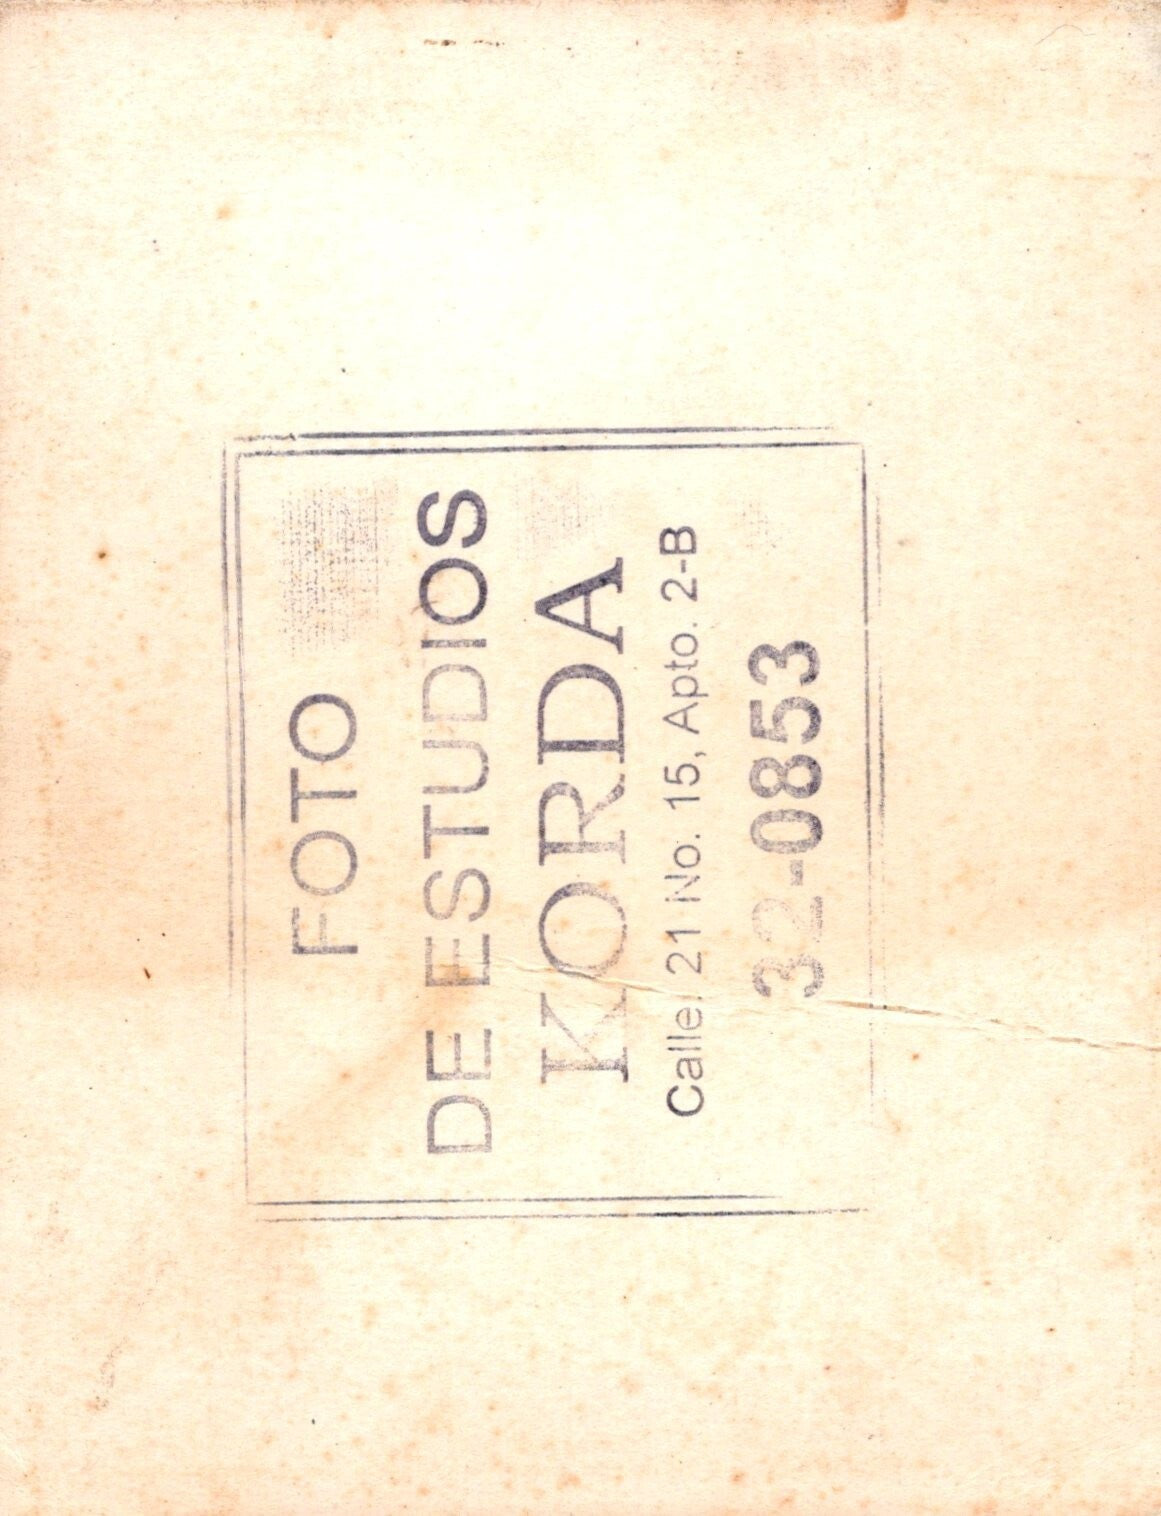 FOTO
DE ESTUDIOS
KORDA
Calle 21 No. 15, Apto. 2-B
32-0853